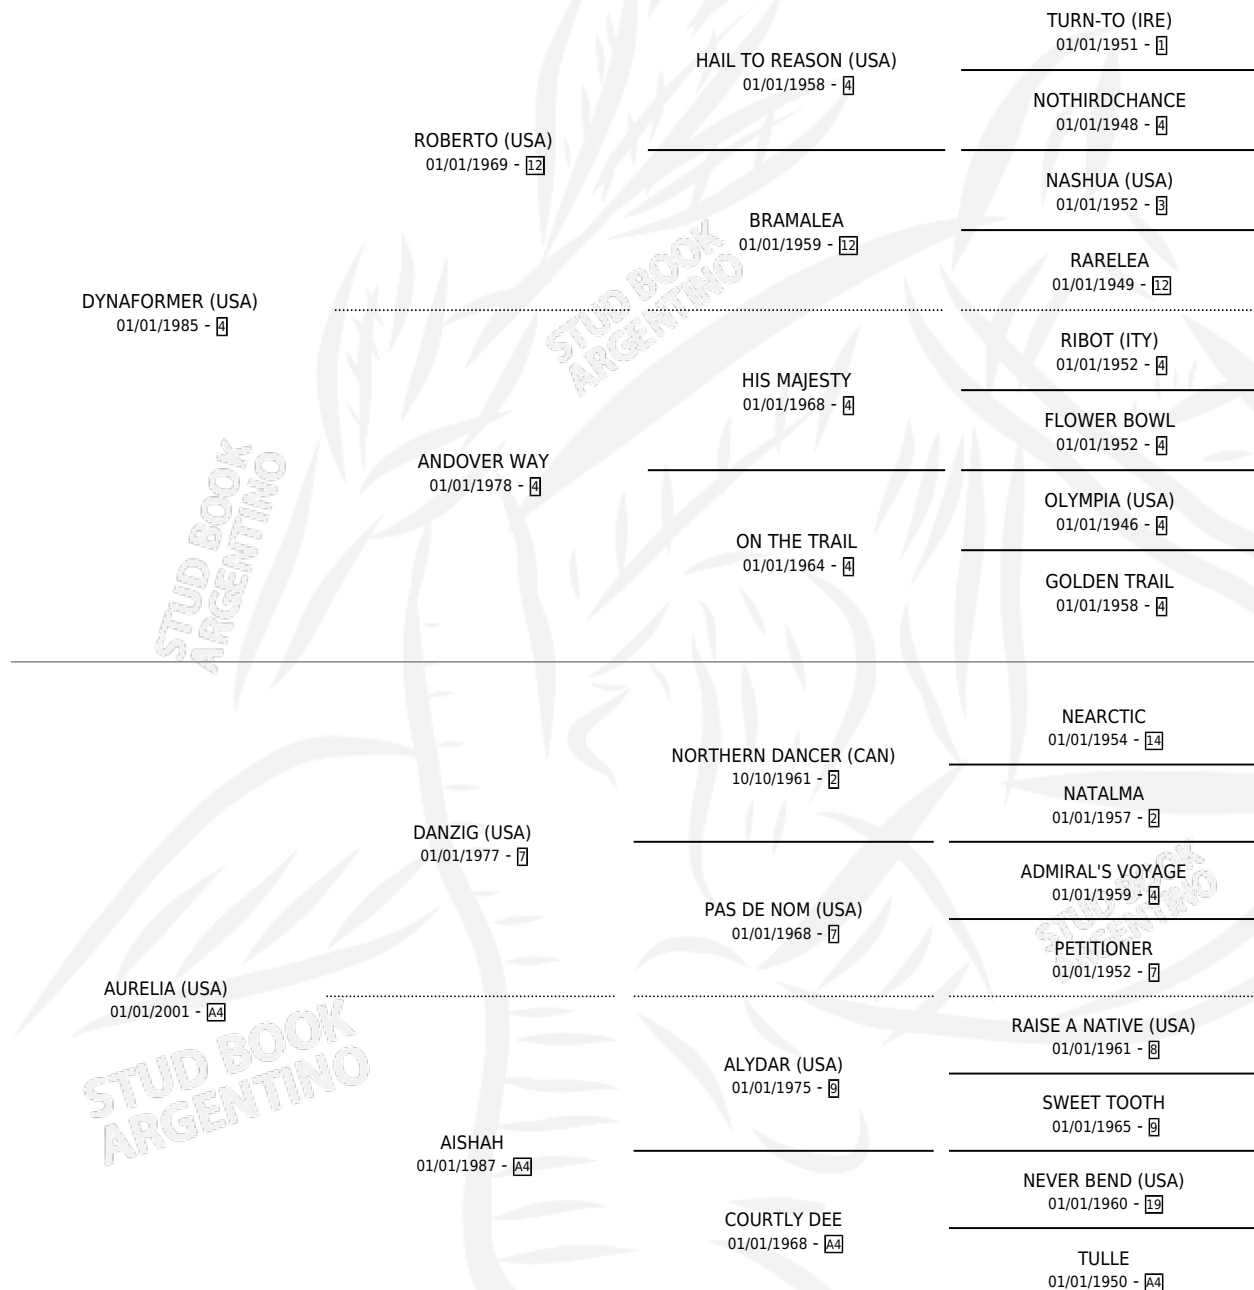 TURN-TO (IRE)
01/01/1951 - 1
HAIL TO REASON (USA)
01/01/1958 - 4
NOTHIRDCHANCE
01/01/1948 - 4
ROBERTO (USA)
01/01/1969 - 12
NASHUA (USA)
01/01/1952 - 3
BRAMALEA
01/01/1959 - 12
RARELEA
01/01/1949 - 12
DYNAFORMER (USA)
01/01/1985 - 4
STUD BOOK
ARGENTINO
RIBOT (ITY)
01/01/1952 - 4
HIS MAJESTY
01/01/1968 - 4
FLOWER BOWL
01/01/1952 - 4
ANDOVER WAY
01/01/1978 - 4
OLYMPIA (USA)
01/01/1946 - 4
ON THE TRAIL
01/01/1964 - 4
GOLDEN TRAIL
01/01/1958 - 4
STUD BOOK
ARGENTINO
NEARCTIC
01/01/1954 - 14
NORTHERN DANCER (CAN)
10/10/1961 - 2
NATALMA
01/01/1957 - 2
DANZIG (USA)
01/01/1977 - 7
ADMIRAL'S VOYAGE
01/01/1959 - 4
PAS DE NOM (USA)
01/01/1968 - 7
STUD BOOK
ARGENTINO
PETITIONER
01/01/1952 - 7
AURELIA (USA)
01/01/2001 - A4
RAISE A NATIVE (USA)
01/01/1961 - 8
ALYDAR (USA)
01/01/1975 - 9
STUD BOOK
ARGENTINO
SWEET TOOTH
01/01/1965 - 9
AISHAH
01/01/1987 - A4
NEVER BEND (USA)
01/01/1960 - 19
COURTLY DEE
01/01/1968 - A4
TULLE
01/01/1950 - A4